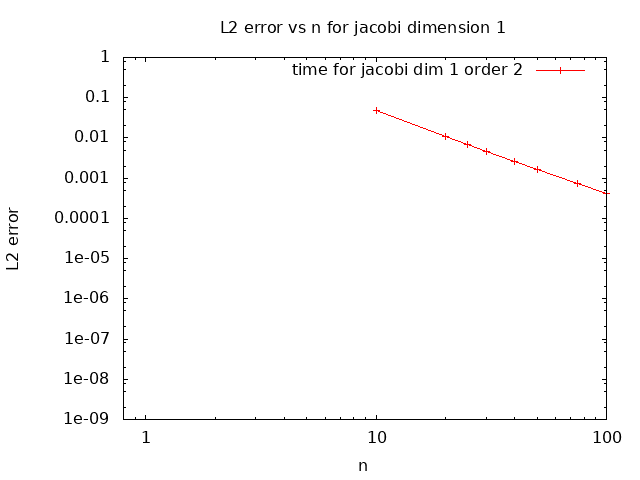 L2 error vs n for jacobi dimension 1
time for jacobi dim 1 order 2
1
0.1
0.01
0.001
0.0001
1e-05
1e-06
1e-07
1e-08
1e-09
L2 error
1 10 100
n